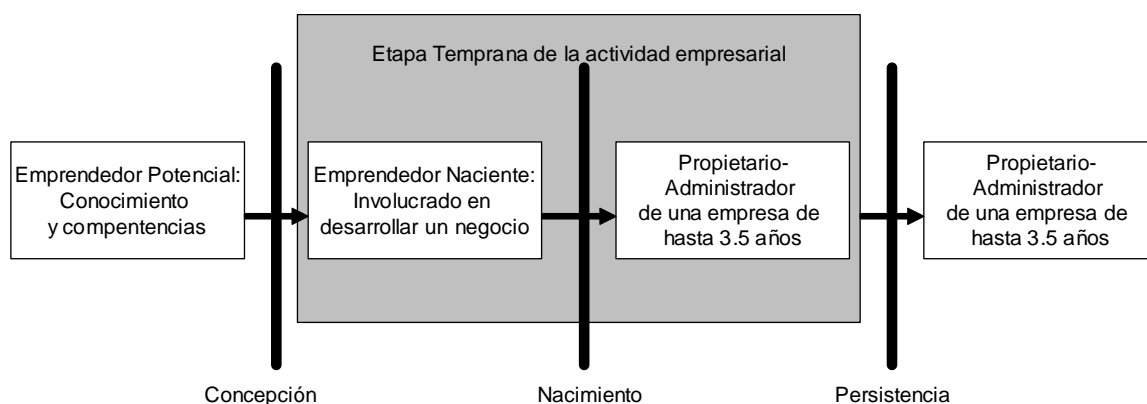 Etapa Temprana de la actividad empresarial
Emprendedor Potencial:
Conocimiento
y compentencias
Emprendedor Naciente:
Involucrado en
desarrollar un negocio
Propietario-
Administrador
de una empresa de
hasta 3.5 años
Propietario-
Administrador
de una empresa de
hasta 3.5 años
Concepción
Nacimiento
Persistencia